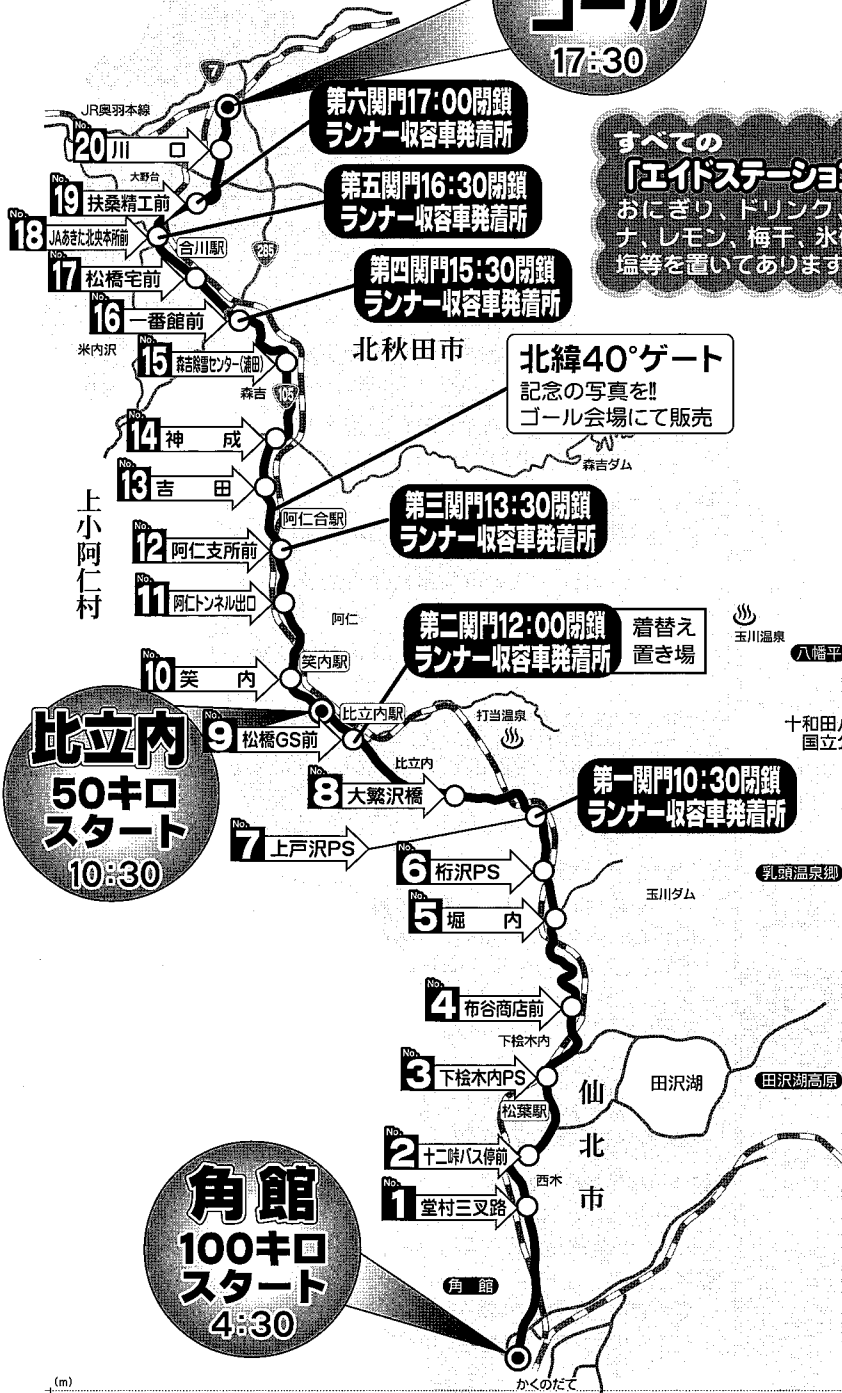 ゴール
17:30
7
JR奥羽本線
第六関門17:00閉鎖
ランナー収容車発着所
すべての
「エイドステーション
おにぎり、ドリンク、
ナ、レモン、梅干、氷
塩等を置いてあります
No.20 川口
大野台
No.19 扶桑精工前
第五関門16:30閉鎖
ランナー収容車発着所
No.18 JAあきた北央本所前
合川駅
285
No.17 松橋宅前
第四関門15:30閉鎖
ランナー収容車発着所
No.16 一番館前
米内沢
北秋田市
No.15 森吉除雪センター(浦田)
北緯40°ゲート
記念の写真を!!
ゴール会場にて販売
森吉
105
No.14 神成
森吉ダム
No.13 吉田
上小阿仁村
阿仁合駅
第三関門13:30閉鎖
ランナー収容車発着所
No.12 阿仁支所前
No.11 阿仁トンネル出口
阿仁
第二関門12:00閉鎖
ランナー収容車発着所
着替え
置き場
玉川温泉
八幡平
笑内駅
No.10 笑内
比立内
50キロ
スタート
10:30
比立内駅
打当温泉
十和田八
国立公
No.9 松橋GS前
比立内
No.8 大繁沢橋
第一関門10:30閉鎖
ランナー収容車発着所
No.7 上戸沢PS
No.6 桁沢PS
乳頭温泉郷
玉川ダム
No.5 堀内
No.4 布谷商店前
下桧木内
No.3 下桧木内PS
田沢湖
田沢湖高原
松葉駅
仙北市
No.2 十二峠バス停前
西木
No.1 堂村三叉路
角館
100キロ
スタート
4:30
角館
かくのだて
(m)